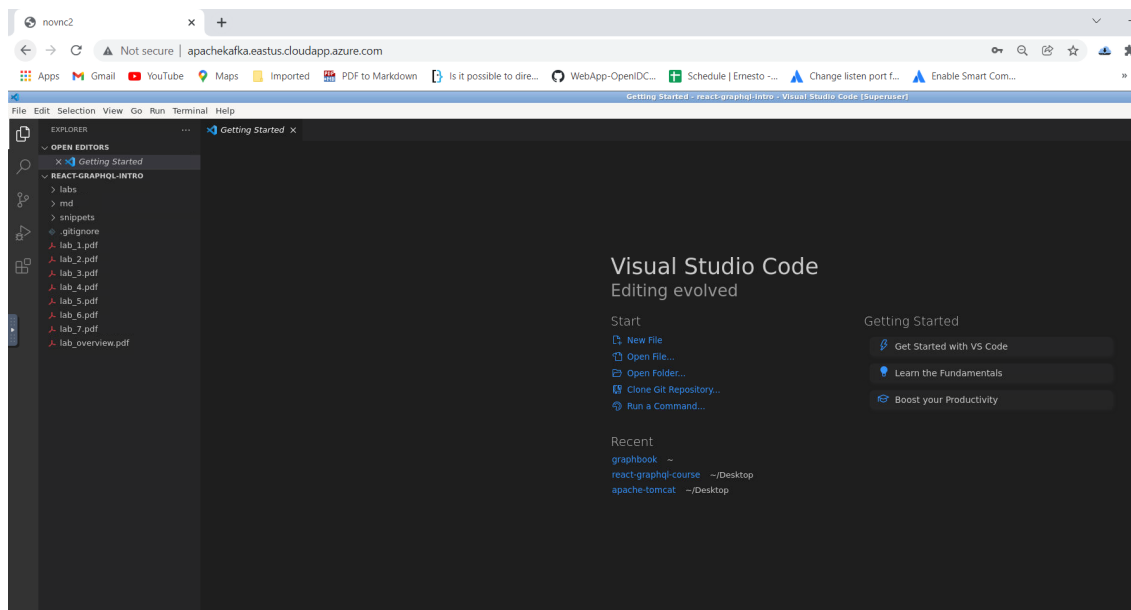 novnc2
Not secure | apachekafka.eastus.cloudapp.azure.com
Apps Gmail YouTube Maps Imported PDF to Markdown Is it possible to dire... WebApp-OpenIDC... Schedule | Ernesto -... Change listen port f... Enable Smart Com... »
Getting Started - react-graphql-intro - Visual Studio Code [Superuser]
File Edit Selection View Go Run Terminal Help
EXPLORER ... Getting Started
OPEN EDITORS
Getting Started
REACT-GRAPHQL-INTRO
labs
md
snippets
.gitignore
lab_1.pdf
lab_2.pdf
lab_3.pdf
lab_4.pdf
lab_5.pdf
lab_6.pdf
lab_7.pdf
lab_overview.pdf
Visual Studio Code
Editing evolved
Start
New File
Open File...
Open Folder...
Clone Git Repository...
Run a Command...
Recent
graphbook ~
react-graphql-course ~/Desktop
apache-tomcat ~/Desktop
Getting Started
Get Started with VS Code
Learn the Fundamentals
Boost your Productivity